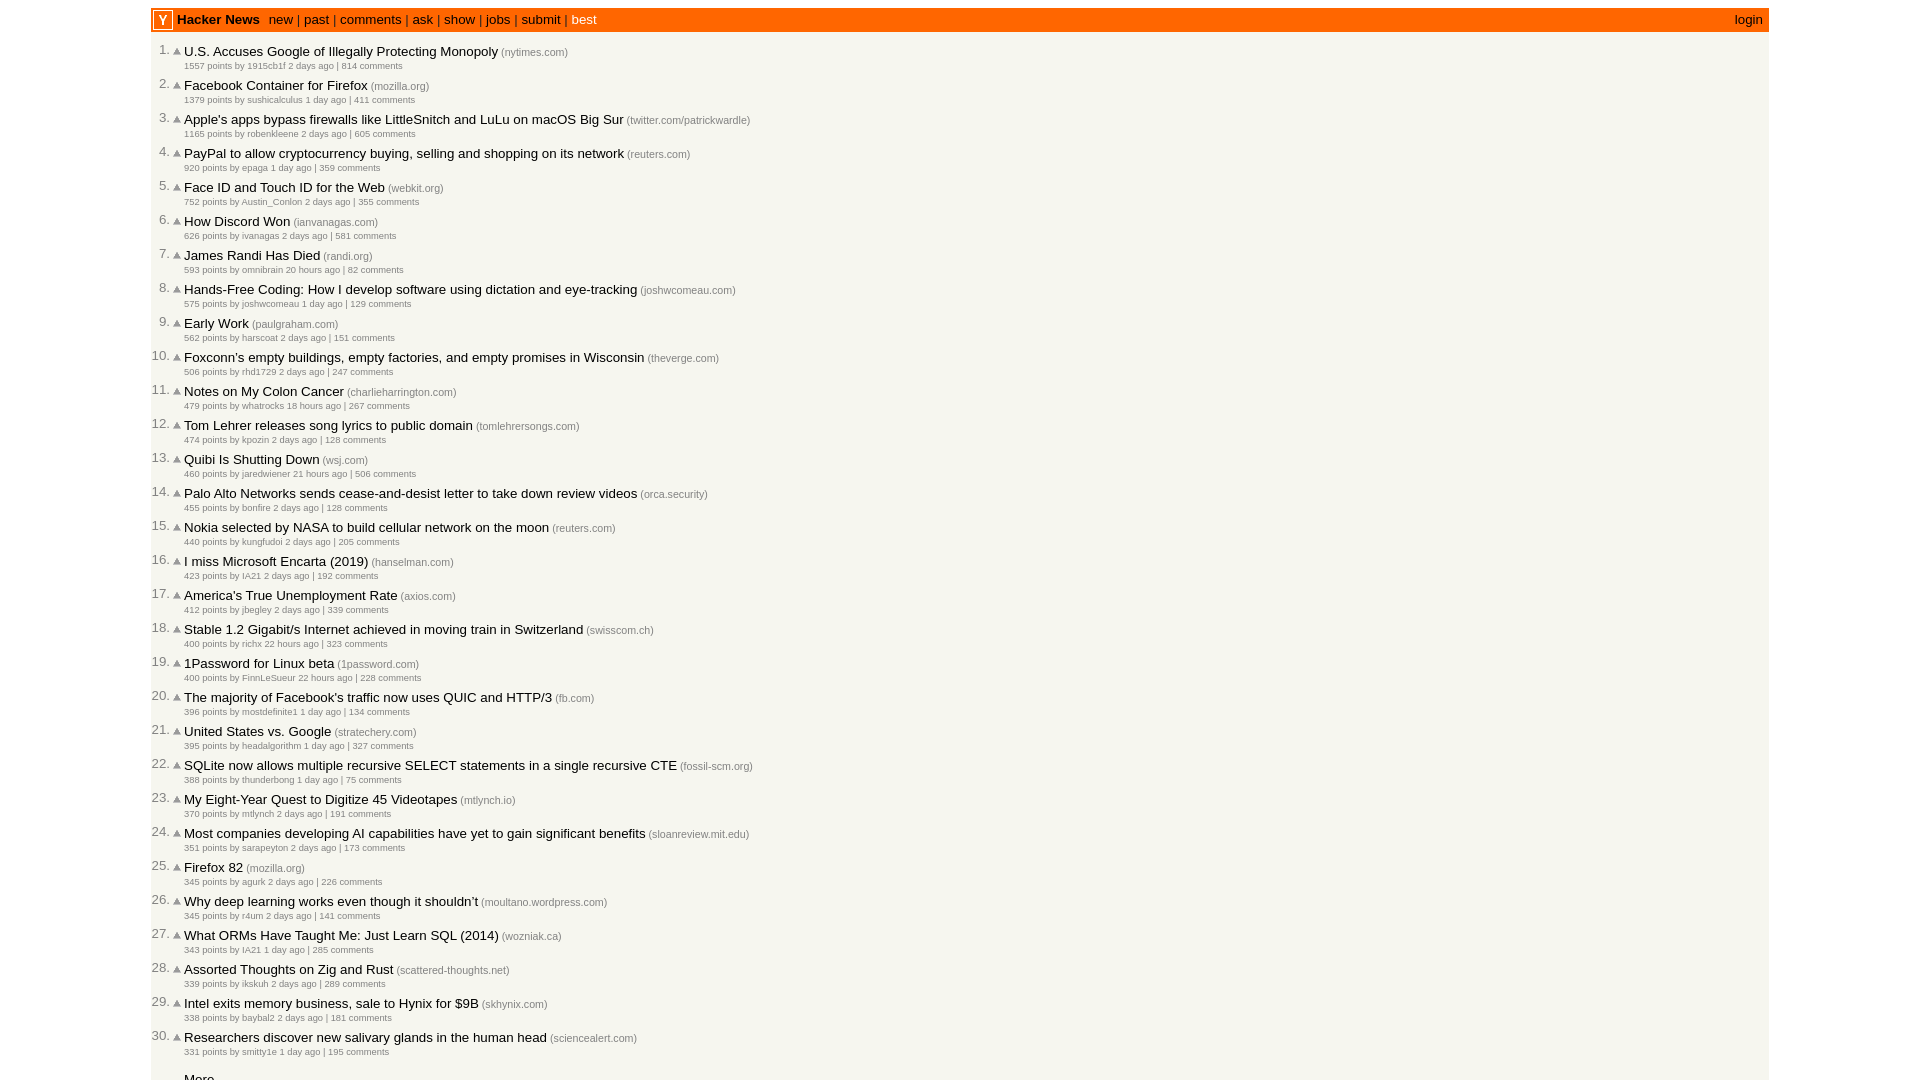 Y Hacker News new | past | comments | ask | show | jobs | submit | best login
1. U.S. Accuses Google of Illegally Protecting Monopoly (nytimes.com)
1557 points by 1915cb1f 2 days ago | 814 comments
2. Facebook Container for Firefox (mozilla.org)
1379 points by sushicalculus 1 day ago | 411 comments
3. Apple's apps bypass firewalls like LittleSnitch and LuLu on macOS Big Sur (twitter.com/patrickwardle)
1165 points by robenkleene 2 days ago | 605 comments
4. PayPal to allow cryptocurrency buying, selling and shopping on its network (reuters.com)
920 points by epaga 1 day ago | 359 comments
5. Face ID and Touch ID for the Web (webkit.org)
752 points by Austin_Conlon 2 days ago | 355 comments
6. How Discord Won (ianvanagas.com)
626 points by ivanagas 2 days ago | 581 comments
7. James Randi Has Died (randi.org)
593 points by omnibrain 20 hours ago | 82 comments
8. Hands-Free Coding: How I develop software using dictation and eye-tracking (joshwcomeau.com)
575 points by joshwcomeau 1 day ago | 129 comments
9. Early Work (paulgraham.com)
562 points by harscoat 2 days ago | 151 comments
10. Foxconn's empty buildings, empty factories, and empty promises in Wisconsin (theverge.com)
506 points by rhd1729 2 days ago | 247 comments
11. Notes on My Colon Cancer (charlieharrington.com)
479 points by whatrocks 18 hours ago | 267 comments
12. Tom Lehrer releases song lyrics to public domain (tomlehrersongs.com)
474 points by kpozin 2 days ago | 128 comments
13. Quibi Is Shutting Down (wsj.com)
460 points by jaredwiener 21 hours ago | 506 comments
14. Palo Alto Networks sends cease-and-desist letter to take down review videos (orca.security)
455 points by bonfire 2 days ago | 128 comments
15. Nokia selected by NASA to build cellular network on the moon (reuters.com)
440 points by kungfudoi 2 days ago | 205 comments
16. I miss Microsoft Encarta (2019) (hanselman.com)
423 points by IA21 2 days ago | 192 comments
17. America's True Unemployment Rate (axios.com)
412 points by jbegley 2 days ago | 339 comments
18. Stable 1.2 Gigabit/s Internet achieved in moving train in Switzerland (swisscom.ch)
400 points by richx 22 hours ago | 323 comments
19. 1Password for Linux beta (1password.com)
400 points by FinnLeSueur 22 hours ago | 228 comments
20. The majority of Facebook's traffic now uses QUIC and HTTP/3 (fb.com)
396 points by mostdefinite1 1 day ago | 134 comments
21. United States vs. Google (stratechery.com)
395 points by headalgorithm 1 day ago | 327 comments
22. SQLite now allows multiple recursive SELECT statements in a single recursive CTE (fossil-scm.org)
388 points by thunderbong 1 day ago | 75 comments
23. My Eight-Year Quest to Digitize 45 Videotapes (mtlynch.io)
370 points by mtlynch 2 days ago | 191 comments
24. Most companies developing AI capabilities have yet to gain significant benefits (sloanreview.mit.edu)
351 points by sarapeyton 2 days ago | 173 comments
25. Firefox 82 (mozilla.org)
345 points by agurk 2 days ago | 226 comments
26. Why deep learning works even though it shouldn't (moultano.wordpress.com)
345 points by r4um 2 days ago | 141 comments
27. What ORMs Have Taught Me: Just Learn SQL (2014) (wozniak.ca)
343 points by IA21 1 day ago | 285 comments
28. Assorted Thoughts on Zig and Rust (scattered-thoughts.net)
339 points by ikskuh 2 days ago | 289 comments
29. Intel exits memory business, sale to Hynix for $9B (skhynix.com)
338 points by baybal2 2 days ago | 181 comments
30. Researchers discover new salivary glands in the human head (sciencealert.com)
331 points by smitty1e 1 day ago | 195 comments
More